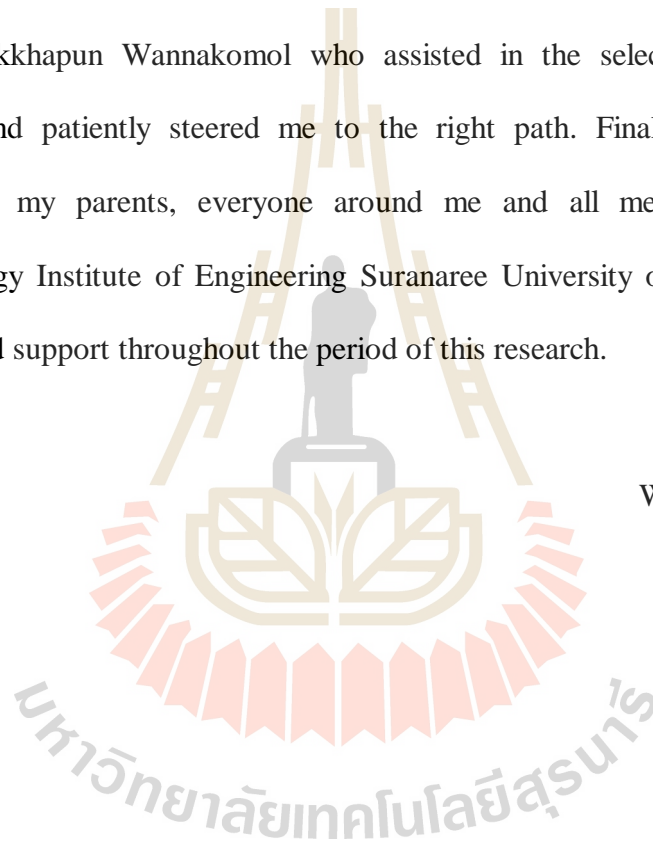 kkhapun Wannakomol who assisted in the selec
nd patiently steered me to the right path. Final
my parents, everyone around me and all me
gy Institute of Engineering Suranaree University o
d support throughout the period of this research.
W
มหาวิทยาลัยเทคโนโลยีสุรนารี